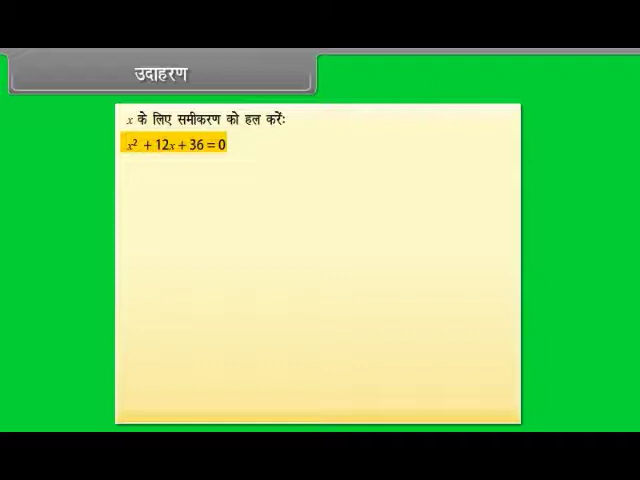 उदाहरण
x के लिए समीकरण को हल करें:
x² + 12x + 36 = 0